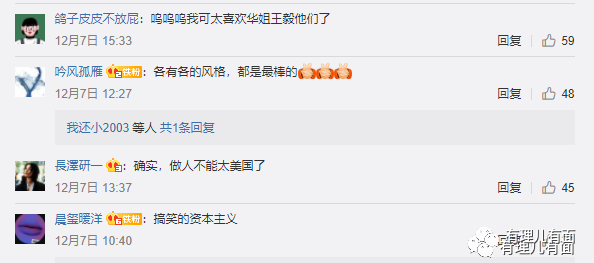 鸽子皮皮不放屁：呜呜呜我可太喜欢华姐王毅他们了
12月7日 15:33 回复 59
吟风孤雁 铁粉：各有各的风格，都是最棒的
12月7日 12:27 回复 48
我还小2003 等人 共1条回复
長澤研一：确实，做人不能太美国了
12月7日 13:37 回复 45
晨玺暖洋 铁粉：搞笑的资本主义
12月7日 10:40
有理儿有面
有理儿有面